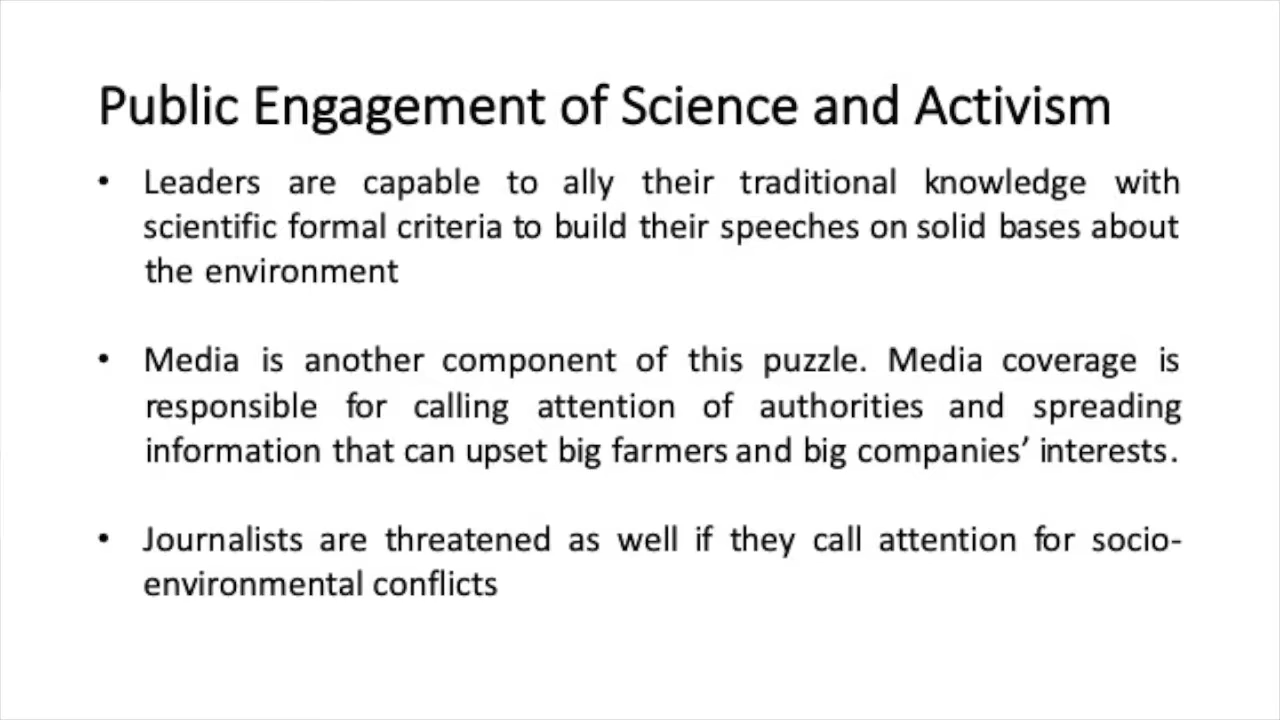 Public Engagement of Science and Activism
• Leaders are capable to ally their traditional knowledge with
scientific formal criteria to build their speeches on solid bases about
the environment
• Media is another component of this puzzle. Media coverage is
responsible for calling attention of authorities and spreading
information that can upset big farmers and big companies’ interests.
• Journalists are threatened as well if they call attention for socio-
environmental conflicts